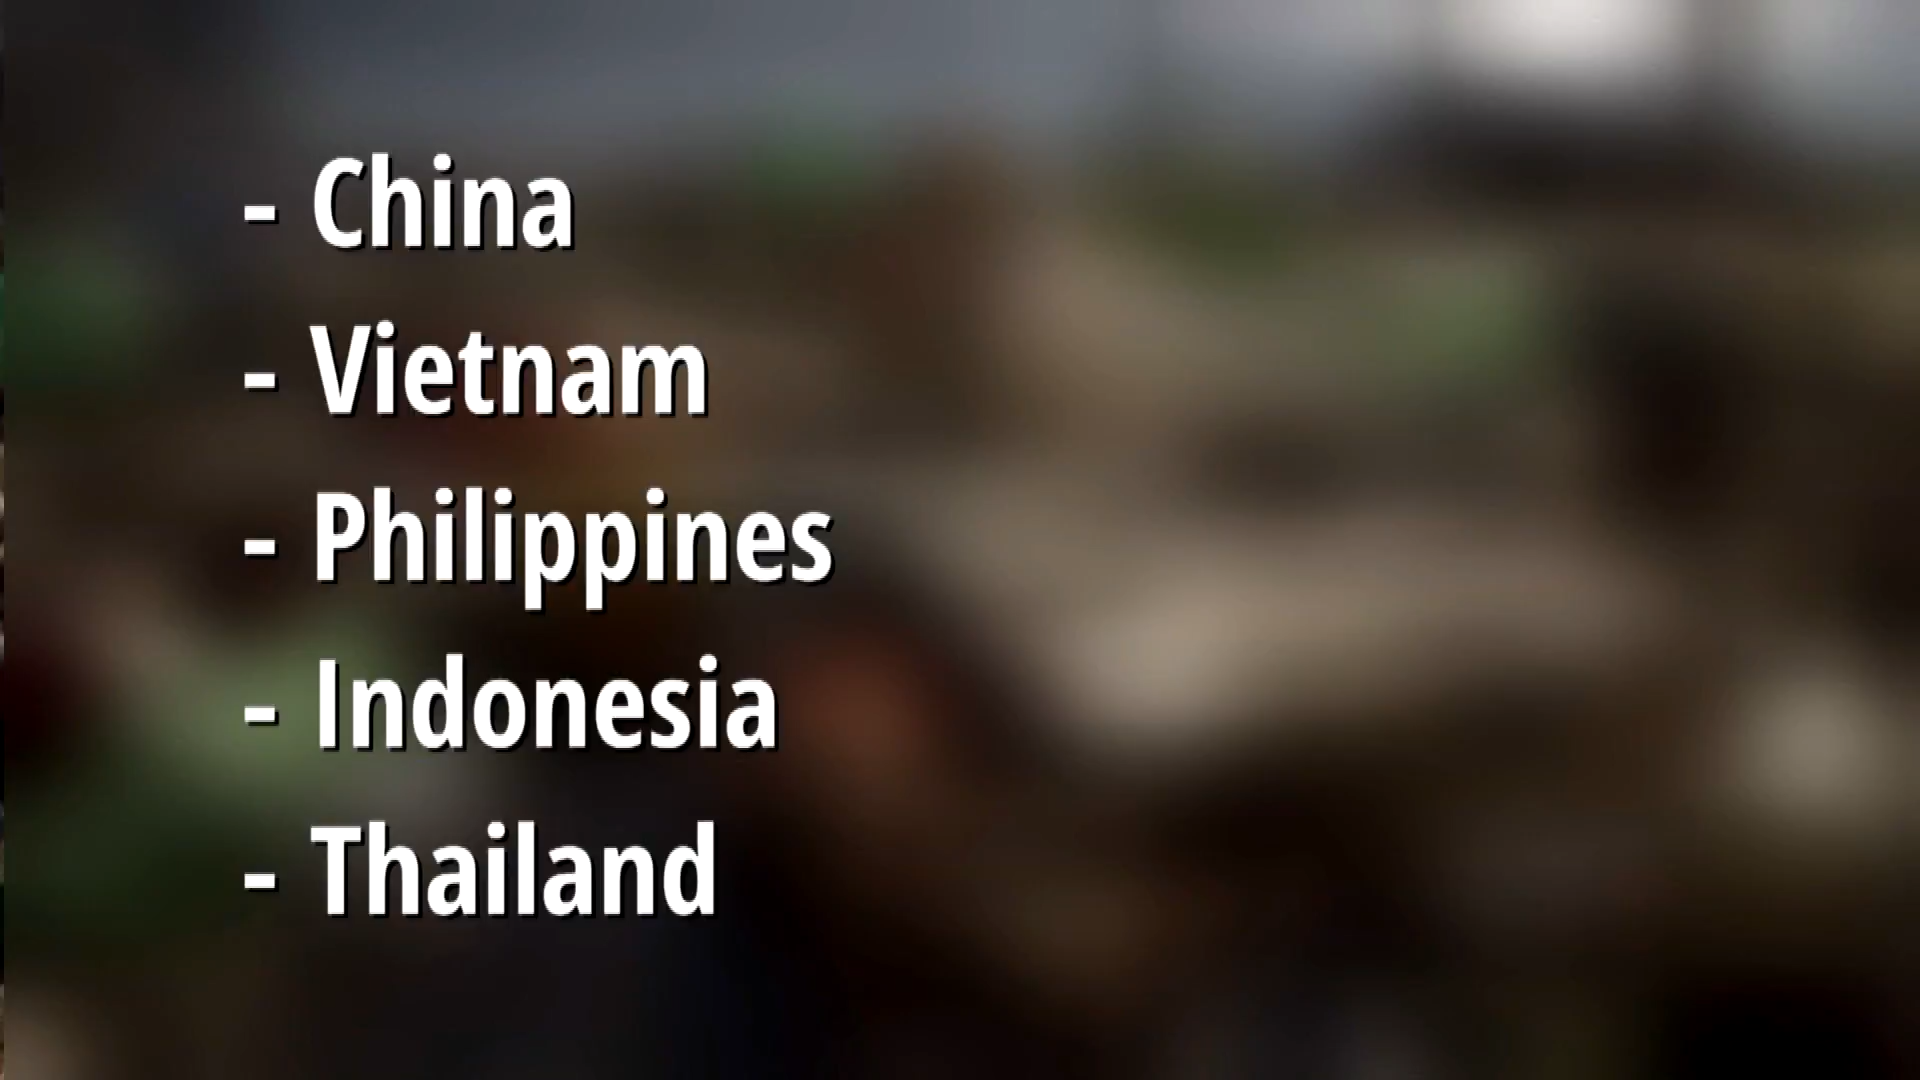 - China
- Vietnam
- Philippines
- Indonesia
- Thailand